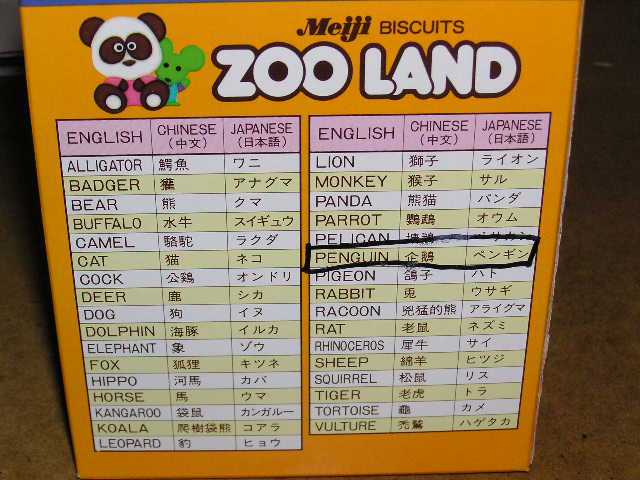 Meiji BISCUITS
ZOO LAND
ENGLISH CHINESE (中文) JAPANESE (日本語)
ALLIGATOR 鱷魚 ワニ
BADGER 獾 アナグマ
BEAR 熊 クマ
BUFFALO 水牛 スイギュウ
CAMEL 駱駝 ラクダ
CAT 猫 ネコ
COCK 公鶏 オンドリ
DEER 鹿 シカ
DOG 狗 イヌ
DOLPHIN 海豚 イルカ
ELEPHANT 象 ゾウ
FOX 狐狸 キツネ
HIPPO 河馬 カバ
HORSE 馬 ウマ
KANGAROO 袋鼠 カンガルー
KOALA 爬樹袋熊 コアラ
LEOPARD 豹 ヒョウ
ENGLISH CHINESE (中文) JAPANESE (日本語)
LION 獅子 ライオン
MONKEY 猴子 サル
PANDA 熊猫 パンダ
PARROT 鸚鵡 オウム
PELICAN ペリカン
PENGUIN 企鵝 ペンギン
PIGEON 鴿子 ハト
RABBIT 兎 ウサギ
RACOON 兇猛的熊 アライグマ
RAT 老鼠 ネズミ
RHINOCEROS 犀牛 サイ
SHEEP 綿羊 ヒツジ
SQUIRREL 松鼠 リス
TIGER 老虎 トラ
TORTOISE 龜 カメ
VULTURE 禿鷲 ハゲタカ